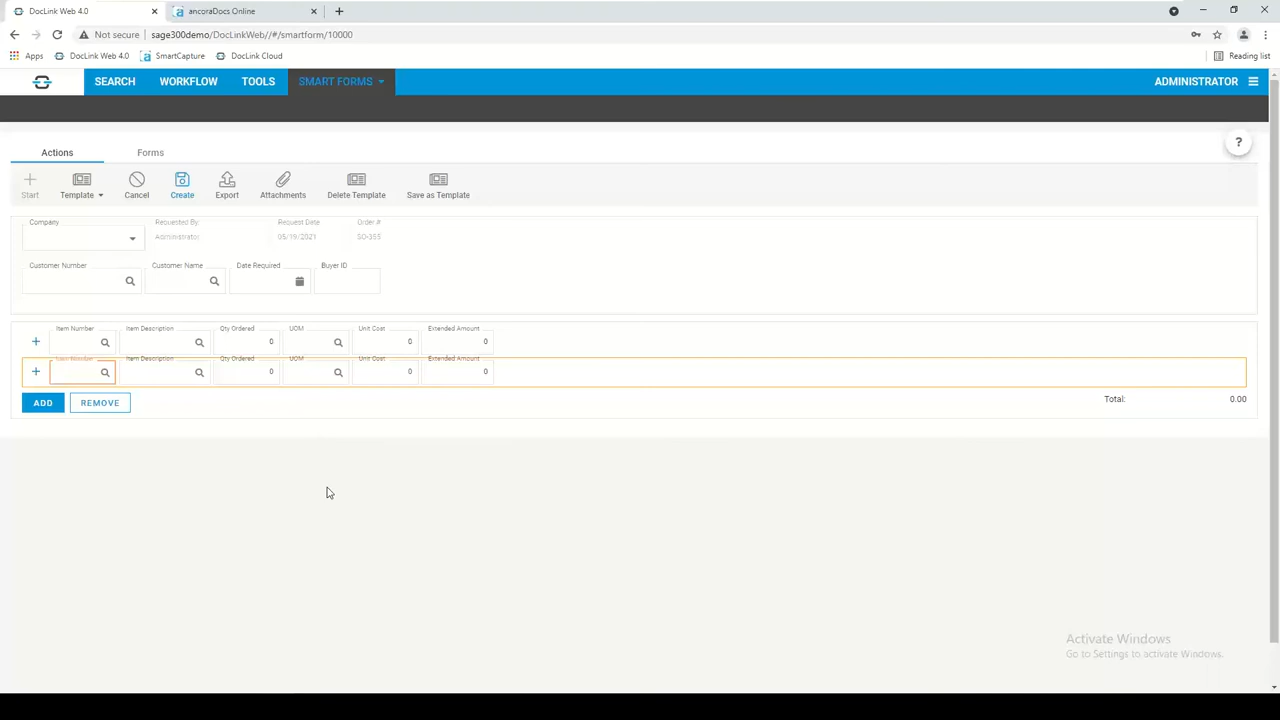 DocLink Web 4.0
ancoraDocs Online
Not secure
sage300demo/DocLinkWeb//#/smartform/10000
Apps
DocLink Web 4.0
SmartCapture
DocLink Cloud
Reading list
SEARCH
WORKFLOW
TOOLS
SMART FORMS
ADMINISTRATOR
Actions
Forms
?
Start
Template
Cancel
Create
Export
Attachments
Delete Template
Save as Template
Company
Requested By:
Request Date
Order #
Administrator
05/19/2021
SO-355
Customer Number
Customer Name
Date Required
Buyer ID
Item Number
Item Description
Qty Ordered
UOM
Unit Cost
Extended Amount
0
0
0
Item Number
Item Description
Qty Ordered
UOM
Unit Cost
Extended Amount
0
0
0
ADD
REMOVE
Total:
0.00
Activate Windows
Go to Settings to activate Windows.